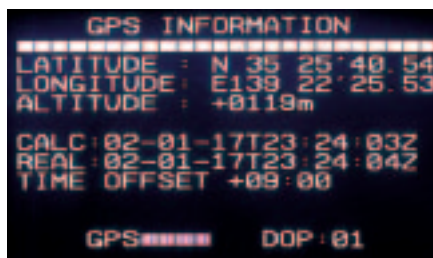 GPS INFORMATION
LATITUDE : N 35 25'40.54
LONGITUDE: E139 22'25.53
ALTITUDE : +0119m
CALC:02-01-17T23:24:03Z
REAL:02-01-17T23:24:04Z
TIME OFFSET +09:00
GPS DOP:01